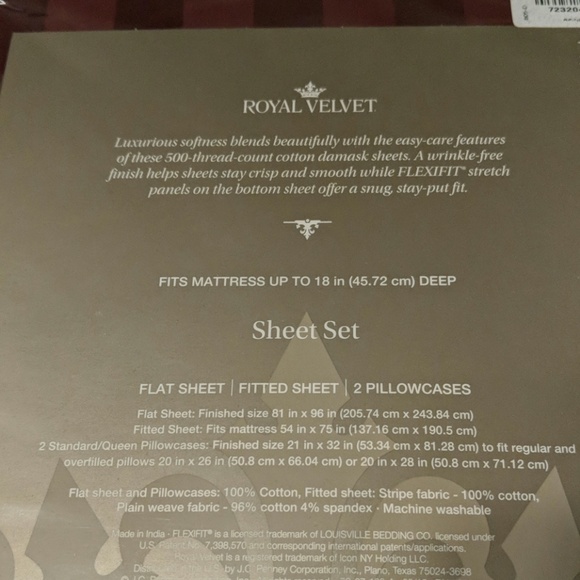 ROYAL VELVET
Luxurious softness blends beautifully with the easy-care features
of these 500-thread-count cotton damask sheets. A wrinkle-free
finish helps sheets stay crisp and smooth while FLEXIFIT® stretch
panels on the bottom sheet offer a snug, stay-put fit.
FITS MATTRESS UP TO 18 in (45.72 cm) DEEP
Sheet Set
FLAT SHEET | FITTED SHEET | 2 PILLOWCASES
Flat Sheet: Finished size 81 in x 96 in (205.74 cm x 243.84 cm)
Fitted Sheet: Fits mattress 54 in x 75 in (137.16 cm x 190.5 cm)
2 Standard/Queen Pillowcases: Finished size 21 in x 32 in (53.34 cm x 81.28 cm) to fit regular and
overfilled pillows 20 in x 26 in (50.8 cm x 66.04 cm) or 20 in x 28 in (50.8 cm x 71.12 cm)
Flat sheet and Pillowcases: 100% Cotton, Fitted sheet: Stripe fabric - 100% cotton,
Plain weave fabric - 96% cotton 4% spandex · Machine washable
Made in India · FLEXIFIT® is a licensed trademark of LOUISVILLE BEDDING CO. licensed under
U.S. Patent No. 7,398,570 and corresponding international patents/applications.
Royal Velvet is a registered trademark of Icon NY Holding LLC.
by J.C. Penney Corporation, Inc., Plano, Texas 75024-3698